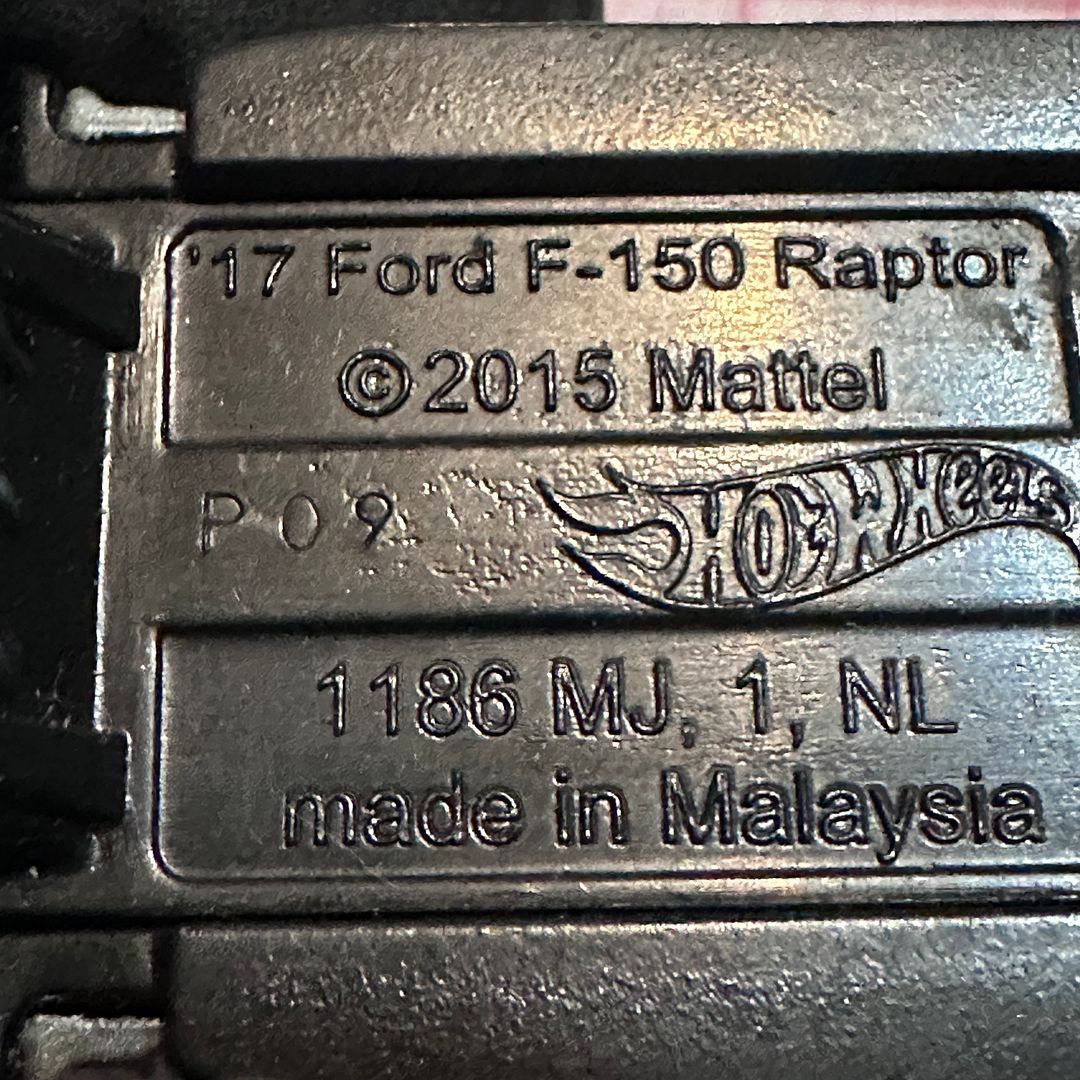 '17 Ford F-150 Raptor
©2015 Mattel
P09
HOT WHEELS
1186 MJ, 1, NL
made in Malaysia